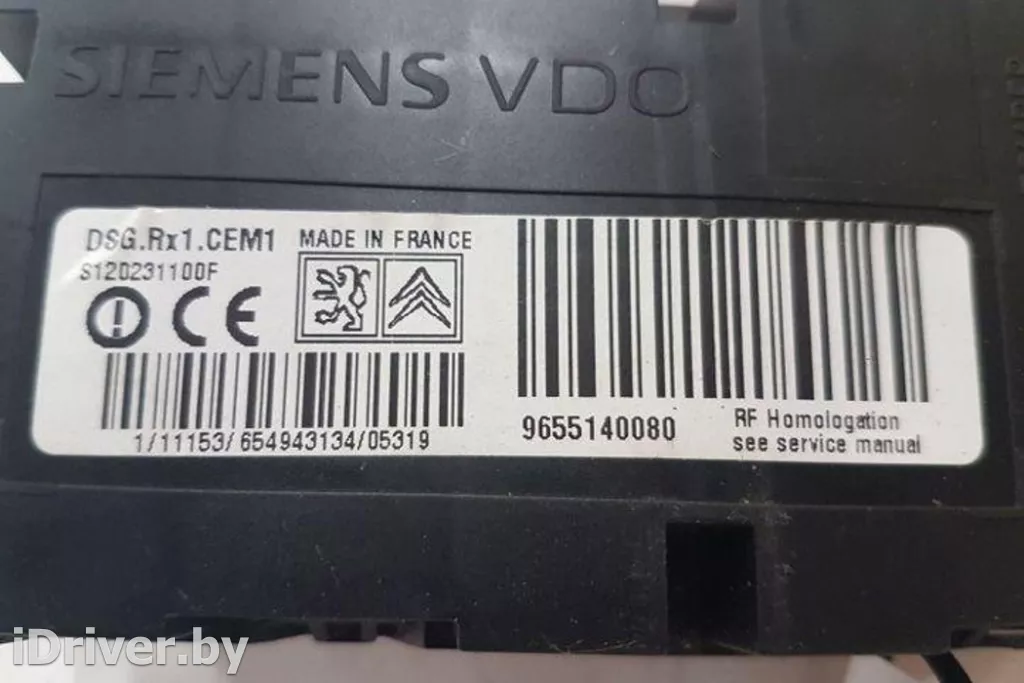 SIEMENS VDO
DSG.Rx1.CEM1 MADE IN FRANCE
S120231100F
CE
1/11153/654943134/05319
9655140080
RF Homologation
see service manual
iDriver.by